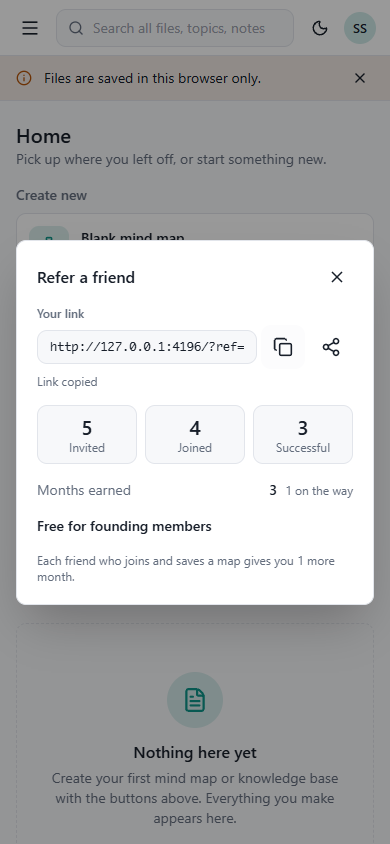 Search all files, topics, notes
SS
Files are saved in this browser only.
Home
Pick up where you left off, or start something new.
Create new
Blank mind map
Refer a friend
Your link
http://127.0.0.1:4196/?ref=
Link copied
5
Invited
4
Joined
3
Successful
Months earned
3 1 on the way
Free for founding members
Each friend who joins and saves a map gives you 1 more
month.
Nothing here yet
Create your first mind map or knowledge base
with the buttons above. Everything you make
appears here.